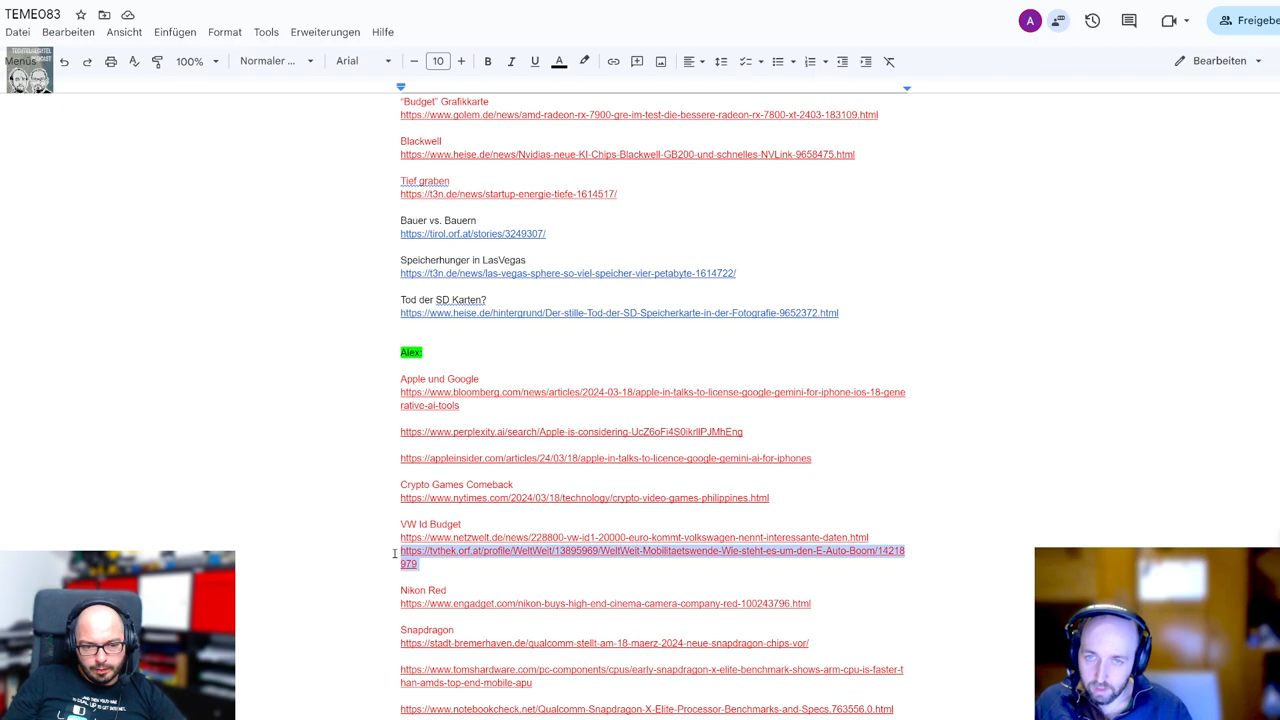 TEME083
Datei Bearbeiten Ansicht Einfügen Format Tools Erweiterungen Hilfe
A
Freigebe
Menüs
100% Normaler ... Arial 10 B I U A
Bearbeiten
“Budget” Grafikkarte
https://www.golem.de/news/amd-radeon-rx-7900-gre-im-test-die-bessere-radeon-rx-7800-xt-2403-183109.html
Blackwell
https://www.heise.de/news/Nvidias-neue-KI-Chips-Blackwell-GB200-und-schnelles-NVLink-9658475.html
Tief graben
https://t3n.de/news/startup-energie-tiefe-1614517/
Bauer vs. Bauern
https://tirol.orf.at/stories/3249307/
Speicherhunger in LasVegas
https://t3n.de/news/las-vegas-sphere-so-viel-speicher-vier-petabyte-1614722/
Tod der SD Karten?
https://www.heise.de/hintergrund/Der-stille-Tod-der-SD-Speicherkarte-in-der-Fotografie-9652372.html
Alex:
Apple und Google
https://www.bloomberg.com/news/articles/2024-03-18/apple-in-talks-to-license-google-gemini-for-iphone-ios-18-gene
rative-ai-tools
https://www.perplexity.ai/search/Apple-is-considering-UcZ6oFi4S0ikrllPJMhEng
https://appleinsider.com/articles/24/03/18/apple-in-talks-to-licence-google-gemini-ai-for-iphones
Crypto Games Comeback
https://www.nytimes.com/2024/03/18/technology/crypto-video-games-philippines.html
VW Id Budget
https://www.netzwelt.de/news/228800-vw-id1-20000-euro-kommt-volkswagen-nennt-interessante-daten.html
https://tvthek.orf.at/profile/WeltWeit/13895969/WeltWeit-Mobilitaetswende-Wie-steht-es-um-den-E-Auto-Boom/14218
979
Nikon Red
https://www.engadget.com/nikon-buys-high-end-cinema-camera-company-red-100243796.html
Snapdragon
https://stadt-bremerhaven.de/qualcomm-stellt-am-18-maerz-2024-neue-snapdragon-chips-vor/
https://www.tomshardware.com/pc-components/cpus/early-snapdragon-x-elite-benchmark-shows-arm-cpu-is-faster-t
han-amds-top-end-mobile-apu
https://www.notebookcheck.net/Qualcomm-Snapdragon-X-Elite-Processor-Benchmarks-and-Specs.763556.0.html